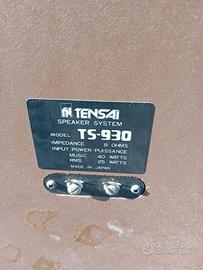 TENSAI
SPEAKER SYSTEM
MODEL TS-930
IMPEDANCE 8 OHMS
INPUT POWER·PUISSANCE
MUSIC 40 WATTS
RMS 25 WATTS
MADE IN JAPAN
subito